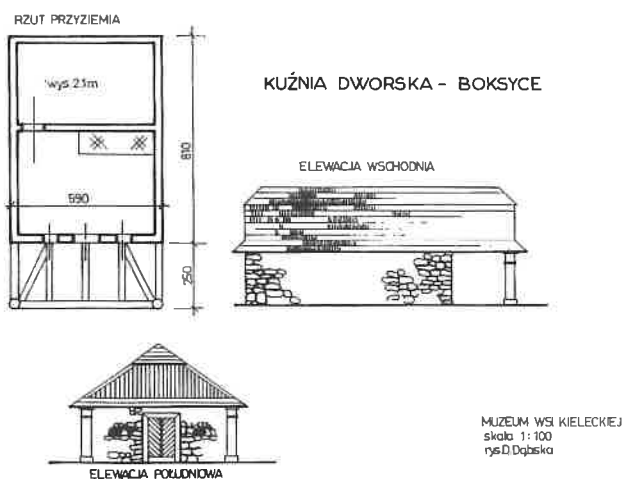 RZUT PRZYZIEMIA
wys. 2.1m
590
810
250
KUŹNIA DWORSKA - BOKSYCE
ELEWACJA WSCHODNIA
ELEWACJA POŁUDNIOWA
MUZEUM WSI KIELECKIEJ
skala 1:100
rys.D.Dąbska